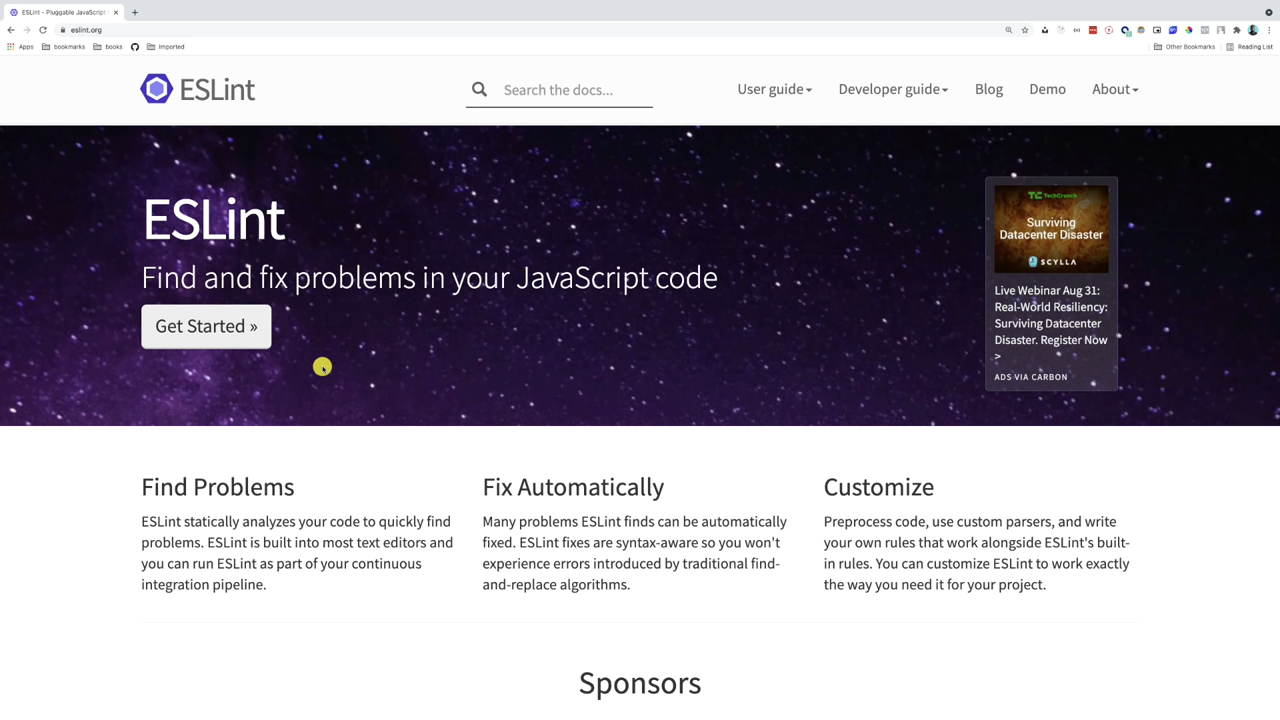 ESLint - Pluggable JavaScript
eslint.org
Apps
bookmarks
books
Imported
Other Bookmarks
Reading List
ESLint
Search the docs...
User guide
Developer guide
Blog
Demo
About
ESLint
Find and fix problems in your JavaScript code
Get Started »
TC TechCrunch
Surviving
Datacenter Disaster
SCYLLA
Live Webinar Aug 31:
Real-World Resiliency:
Surviving Datacenter
Disaster. Register Now
>
ADS VIA CARBON
Find Problems
ESLint statically analyzes your code to quickly find
problems. ESLint is built into most text editors and
you can run ESLint as part of your continuous
integration pipeline.
Fix Automatically
Many problems ESLint finds can be automatically
fixed. ESLint fixes are syntax-aware so you won't
experience errors introduced by traditional find-
and-replace algorithms.
Customize
Preprocess code, use custom parsers, and write
your own rules that work alongside ESLint's built-
in rules. You can customize ESLint to work exactly
the way you need it for your project.
Sponsors